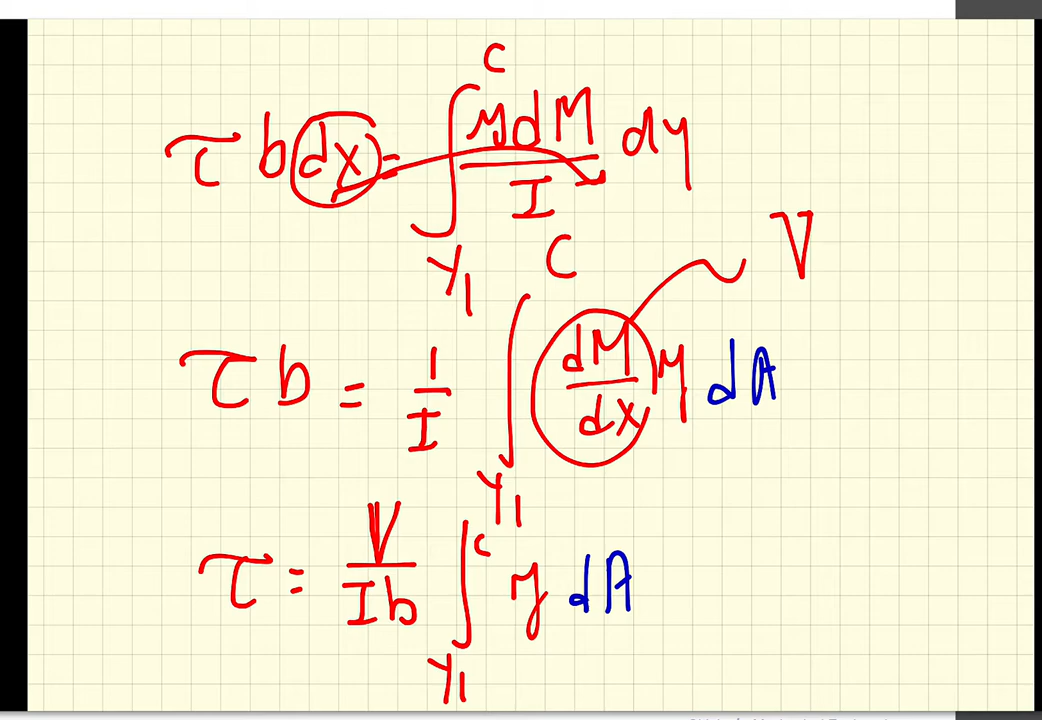 τ b dx = ∫_{y₁}^{c} y dM / I dy
τ b = 1/I ∫_{y₁}^{c} dM/dx y dA V
τ = V/Ib ∫_{y₁}^{c} y dA